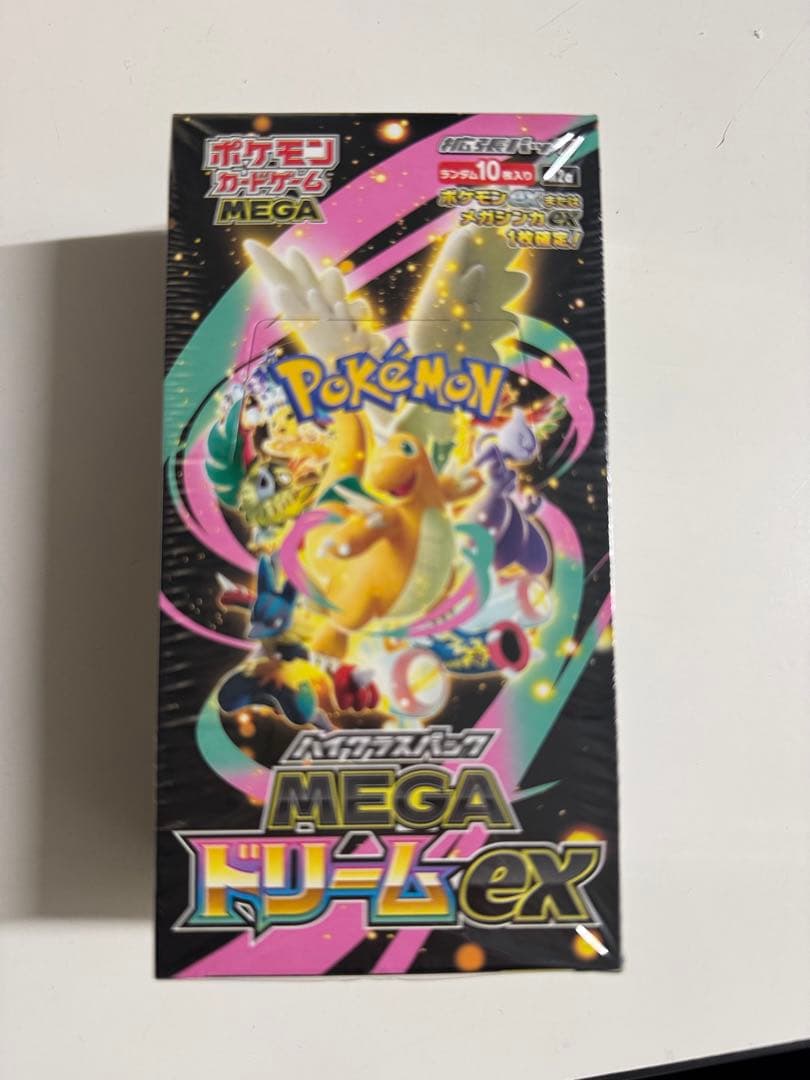 ポケモン
カードゲーム
MEGA
拡張パック
ランダム10枚入り
ポケモンexまたは
メガシンカex
1枚確定!
POKÉMON
ハイクラスパック
MEGA
ドリームex